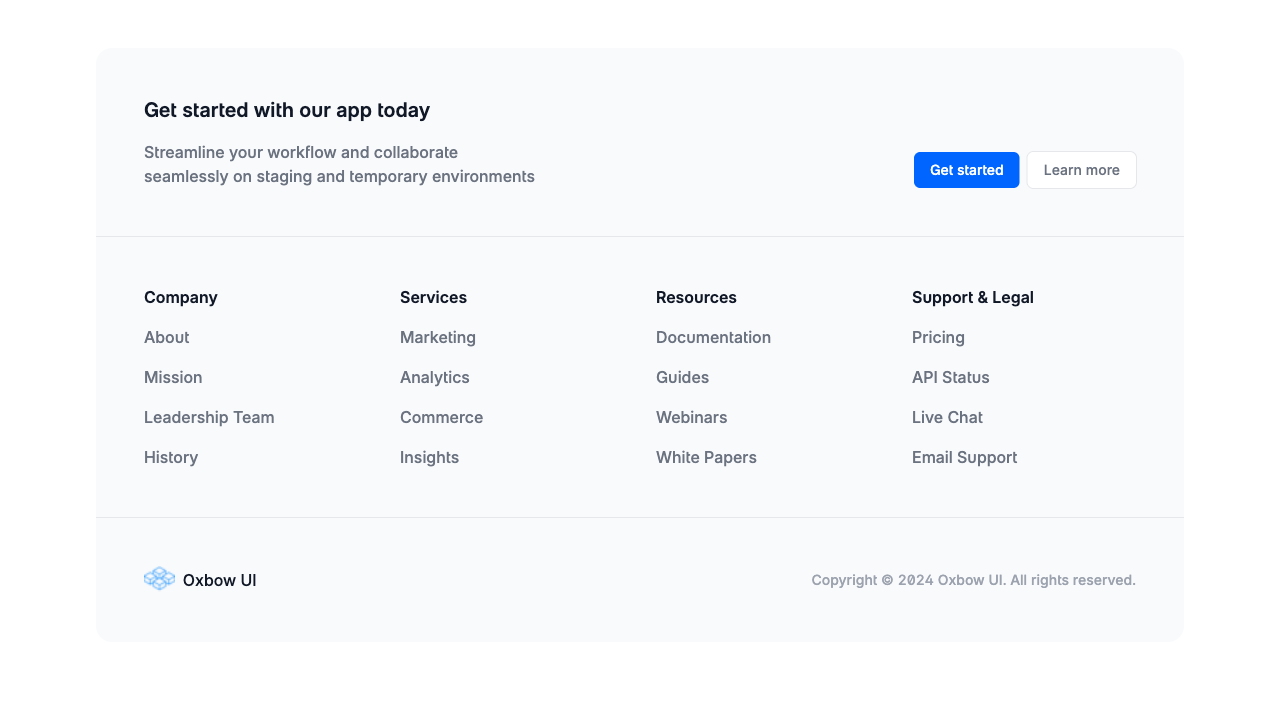 Get started with our app today
Streamline your workflow and collaborate
seamlessly on staging and temporary environments
Get started
Learn more
Company
About
Mission
Leadership Team
History
Services
Marketing
Analytics
Commerce
Insights
Resources
Documentation
Guides
Webinars
White Papers
Support & Legal
Pricing
API Status
Live Chat
Email Support
Oxbow UI
Copyright © 2024 Oxbow UI. All rights reserved.